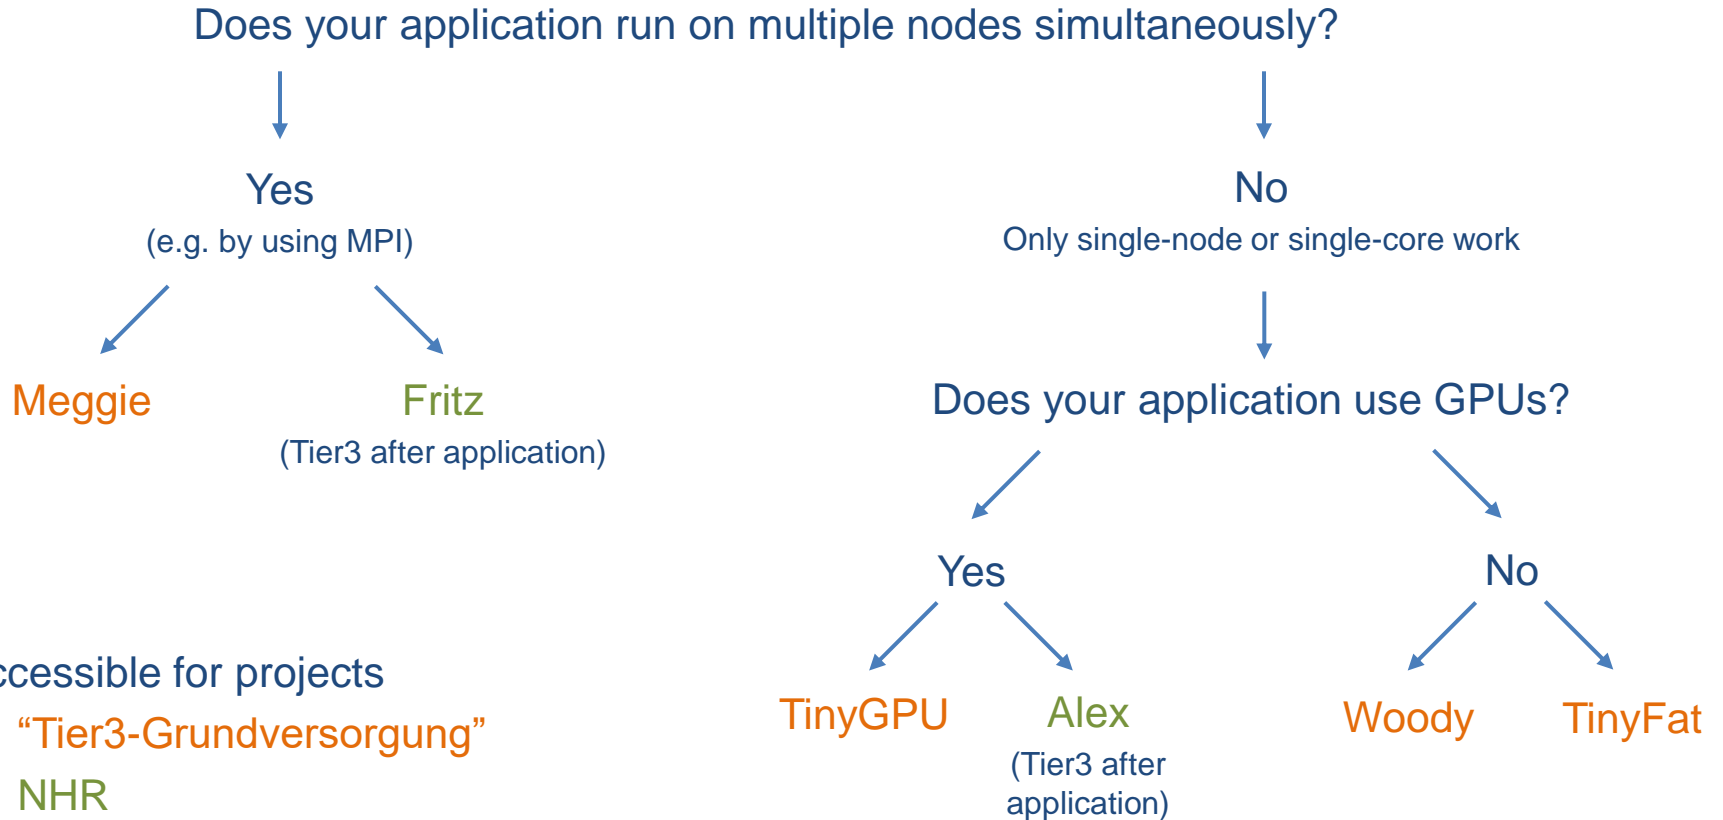 Does your application run on multiple nodes simultaneously?
Yes
(e.g. by using MPI)
No
Only single-node or single-core work
Meggie
Fritz
(Tier3 after application)
Does your application use GPUs?
Yes
No
TinyGPU
Alex
(Tier3 after
application)
Woody
TinyFat
ccessible for projects
“Tier3-Grundversorgung”
NHR